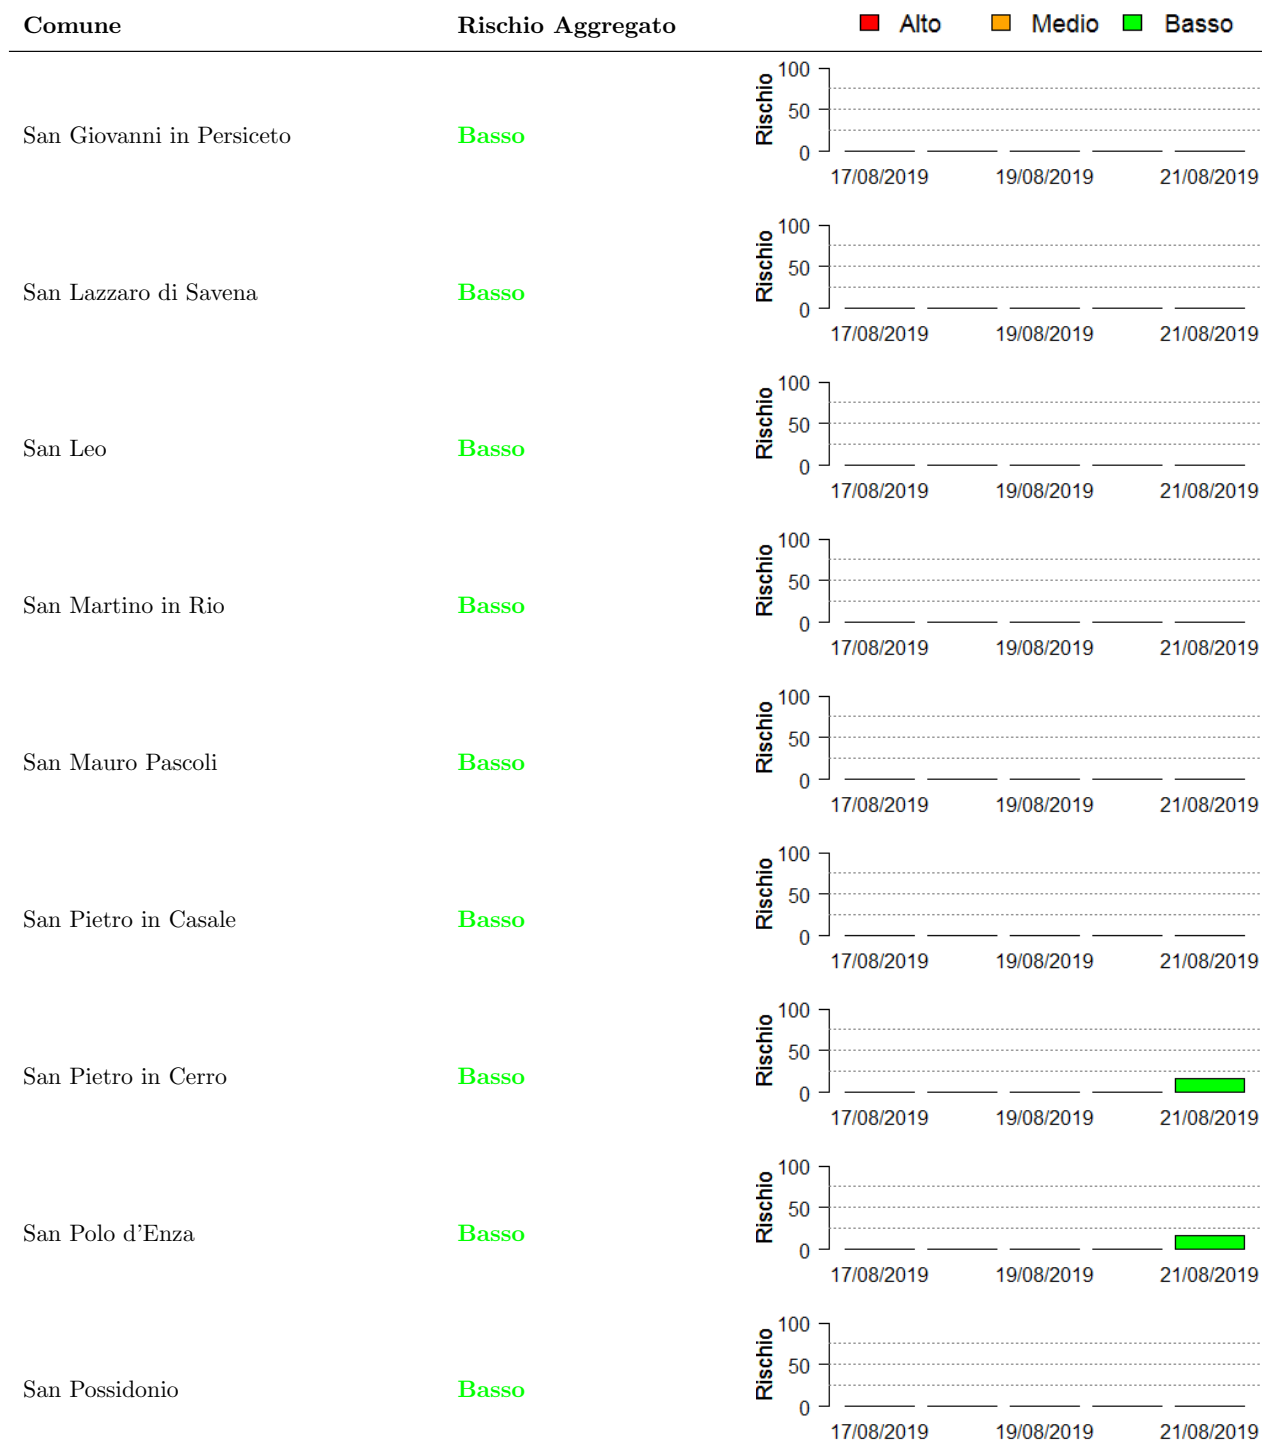 Comune Rischio Aggregato Alto Medio Basso
100
50
0
Rischio
San Giovanni in Persiceto Basso
17/08/2019 19/08/2019 21/08/2019
100
50
0
Rischio
San Lazzaro di Savena Basso
17/08/2019 19/08/2019 21/08/2019
100
50
0
Rischio
San Leo Basso
17/08/2019 19/08/2019 21/08/2019
100
50
0
Rischio
San Martino in Rio Basso
17/08/2019 19/08/2019 21/08/2019
100
50
0
Rischio
San Mauro Pascoli Basso
17/08/2019 19/08/2019 21/08/2019
100
50
0
Rischio
San Pietro in Casale Basso
17/08/2019 19/08/2019 21/08/2019
100
50
0
Rischio
San Pietro in Cerro Basso
17/08/2019 19/08/2019 21/08/2019
100
50
0
Rischio
San Polo d'Enza Basso
17/08/2019 19/08/2019 21/08/2019
100
50
0
Rischio
San Possidonio Basso
17/08/2019 19/08/2019 21/08/2019